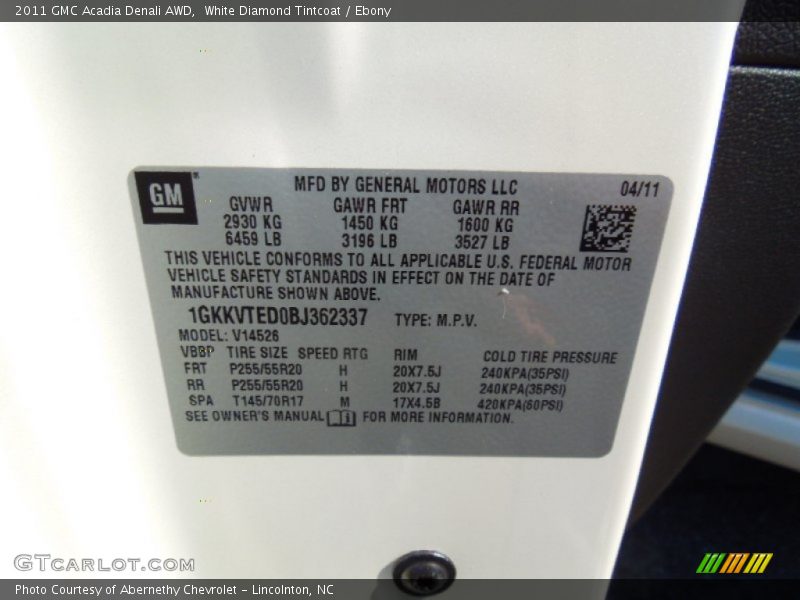 2011 GMC Acadia Denali AWD, White Diamond Tintcoat / Ebony
GM
MFD BY GENERAL MOTORS LLC 04/11
GVWR GAWR FRT GAWR RR
2930 KG 1450 KG 1600 KG
6459 LB 3196 LB 3527 LB
THIS VEHICLE CONFORMS TO ALL APPLICABLE U.S. FEDERAL MOTOR
VEHICLE SAFETY STANDARDS IN EFFECT ON THE DATE OF
MANUFACTURE SHOWN ABOVE.
1GKKVTED0BJ362337 TYPE: M.P.V.
MODEL: V14526
VBBP TIRE SIZE SPEED RTG RIM COLD TIRE PRESSURE
FRT P255/55R20 H 20X7.5J 240KPA(35PSI)
RR P255/55R20 H 20X7.5J 240KPA(35PSI)
SPA T145/70R17 M 17X4.5B 420KPA(60PSI)
SEE OWNER'S MANUAL FOR MORE INFORMATION.
GTCARLOT.COM
Photo Courtesy of Abernethy Chevrolet – Lincolnton, NC